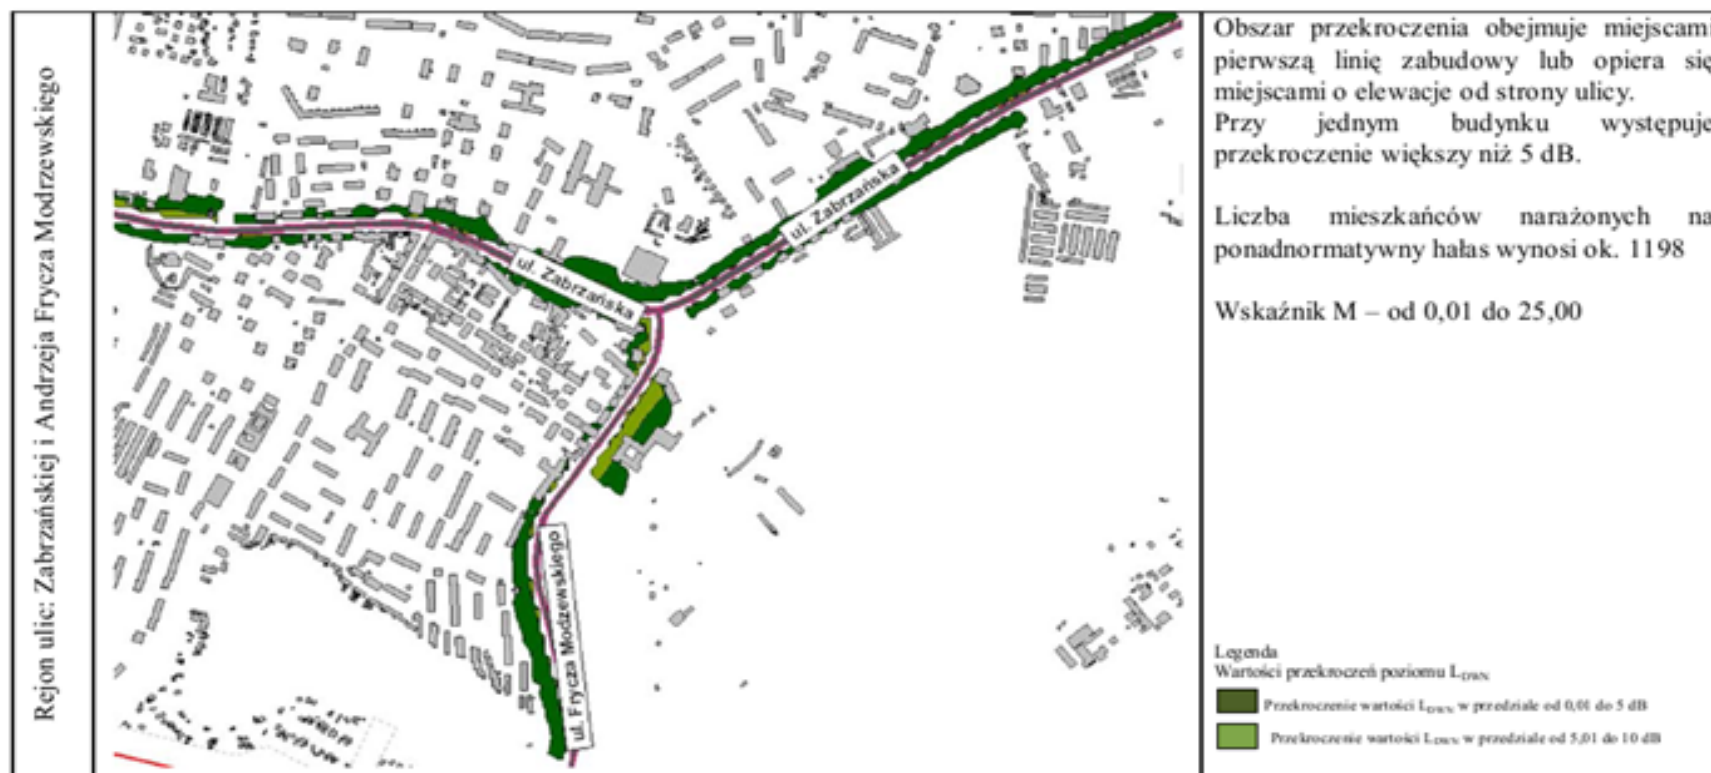 Rejon ulic: Zabrzańskiej i Andrzeja Frycza Modrzewskiego
ul. Zabrzańska
ul. Zabrzańska
ul. Frycza Modzewskiego
Obszar przekroczenia obejmuje miejscami
pierwszą linię zabudowy lub opiera się
miejscami o elewacje od strony ulicy.
Przy jednym budynku występuje
przekroczenie większy niż 5 dB.
Liczba mieszkańców narażonych na
ponadnormatywny hałas wynosi ok. 1198
Wskaźnik M – od 0,01 do 25,00
Legenda
Wartości przekroczeń poziomu LDWN
Przekroczenie wartości LDWN w przedziale od 0,01 do 5 dB
Przekroczenie wartości LDWN w przedziale od 5,01 do 10 dB